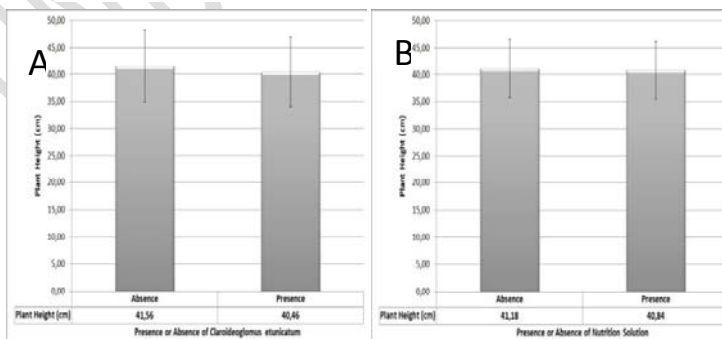 A
50,00
45,00
40,00
35,00
30,00
25,00
20,00
15,00
10,00
5,00
0,00
Plant Height (cm)
Absence Presence
Plant Height (cm) 41,56 40,46
Presence or Absence of Claroideoglomus etunicatum
B
50,00
45,00
40,00
35,00
30,00
25,00
20,00
15,00
10,00
5,00
0,00
Plant Height (cm)
Absence Presence
Plant Height (cm) 41,18 40,84
Presence or Absence of Nutrition Solution